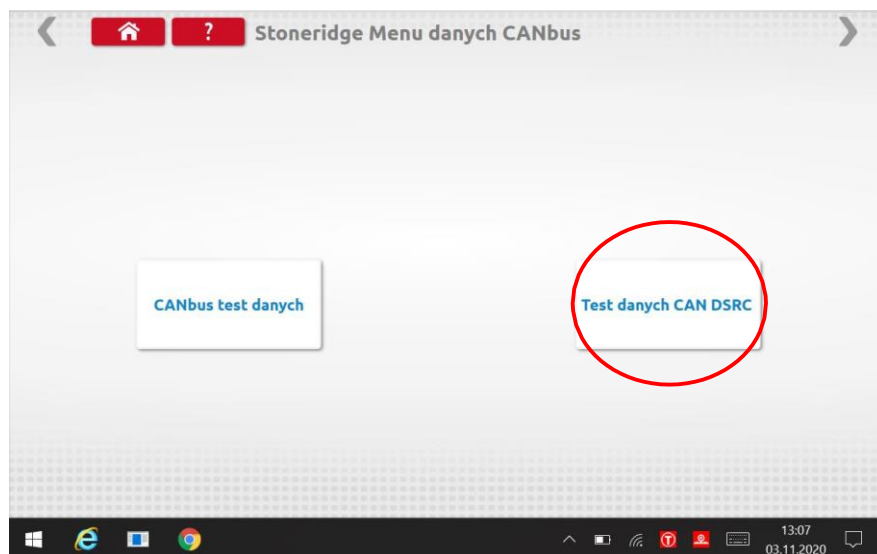 ? Stoneridge Menu danych CANbus
CANbus test danych
Test danych CAN DSRC
13:07
03.11.2020